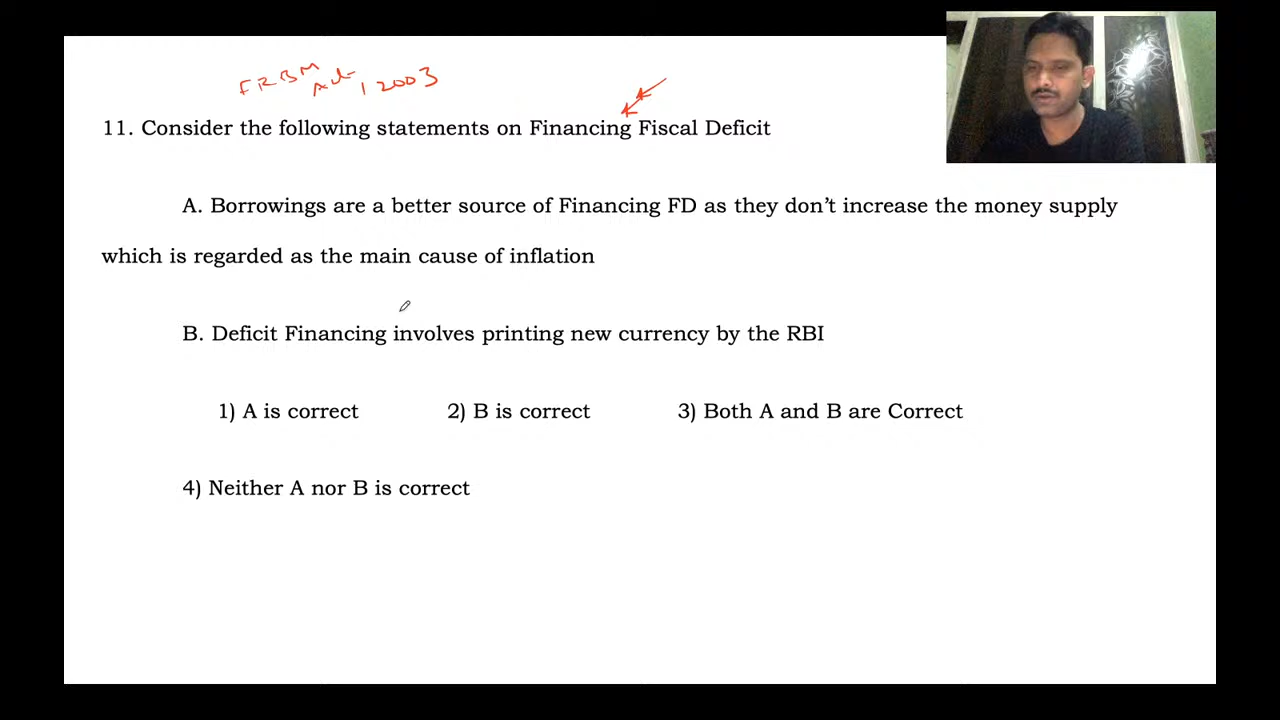 FRBM Act, 2003
11. Consider the following statements on Financing Fiscal Deficit
A. Borrowings are a better source of Financing FD as they don’t increase the money supply
which is regarded as the main cause of inflation
B. Deficit Financing involves printing new currency by the RBI
1) A is correct 2) B is correct 3) Both A and B are Correct
4) Neither A nor B is correct